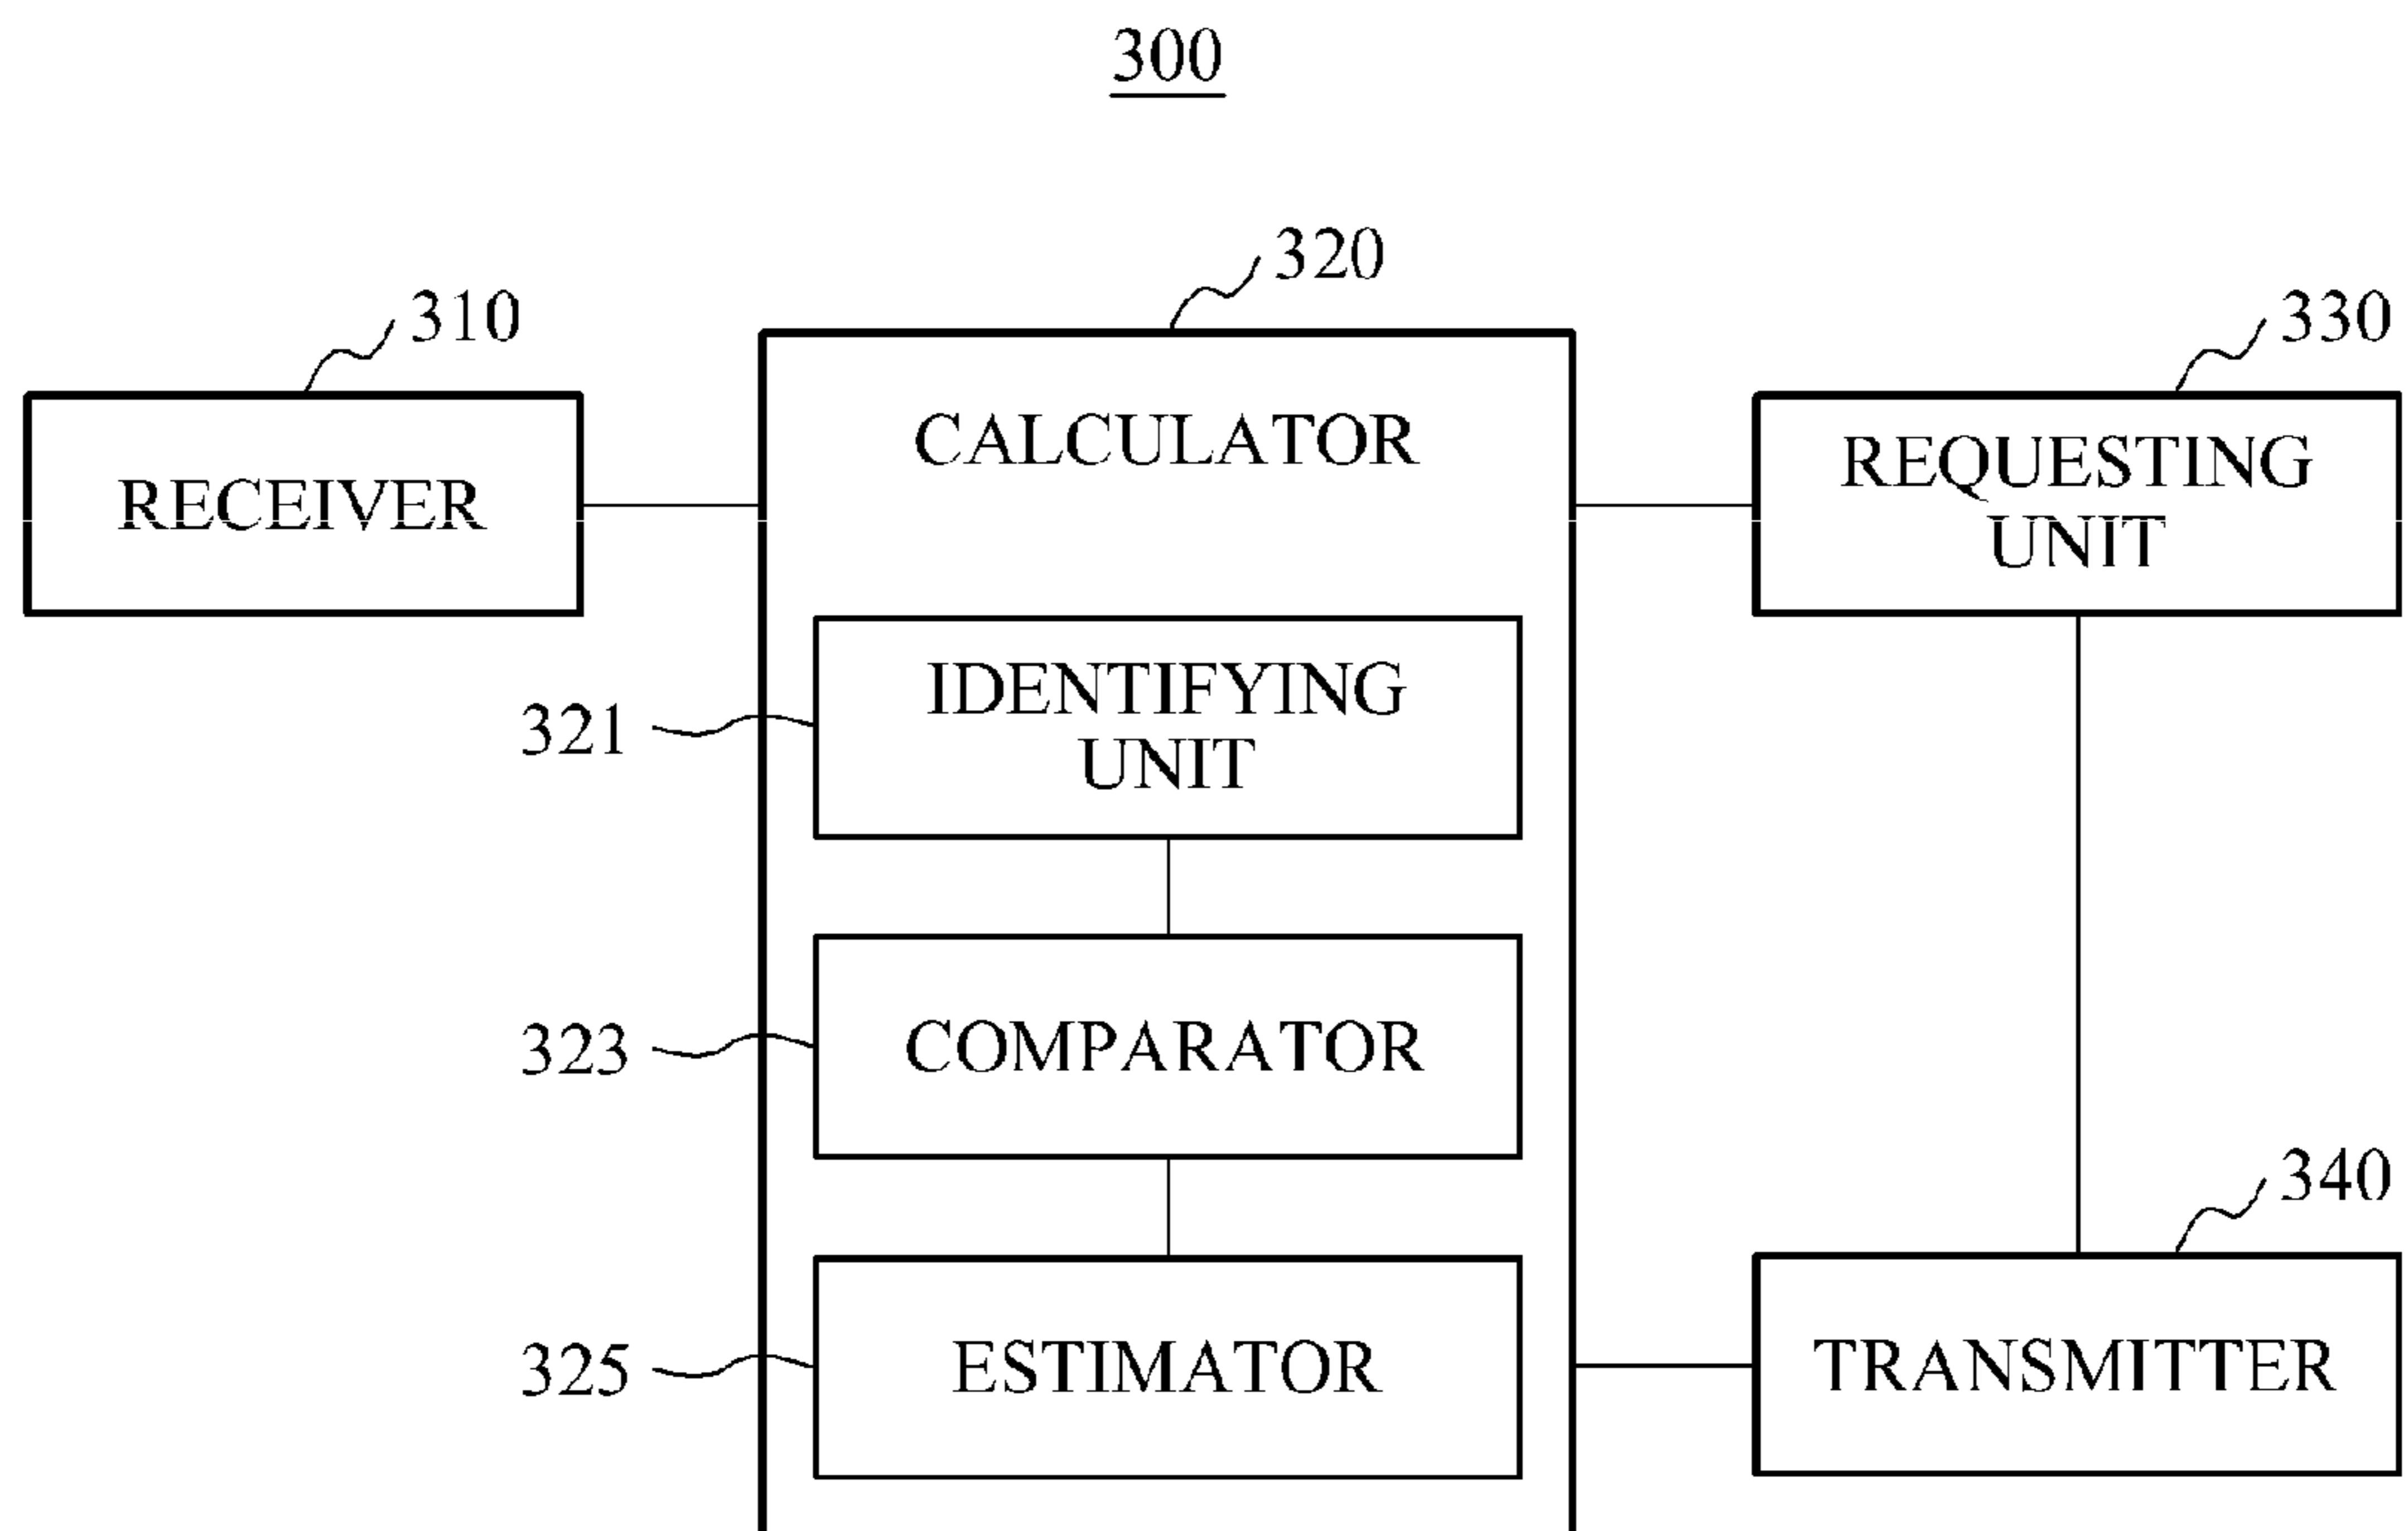 300
320
310
330
CALCULATOR
RECEIVER
REQUESTING
UNIT
321
IDENTIFYING
UNIT
323
COMPARATOR
340
325
ESTIMATOR
TRANSMITTER